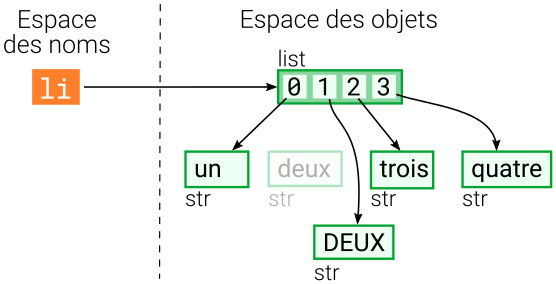 Espace
des noms
Espace des objets
list
li
0 1 2 3
un
deux
trois
quatre
str
str
str
str
DEUX
str